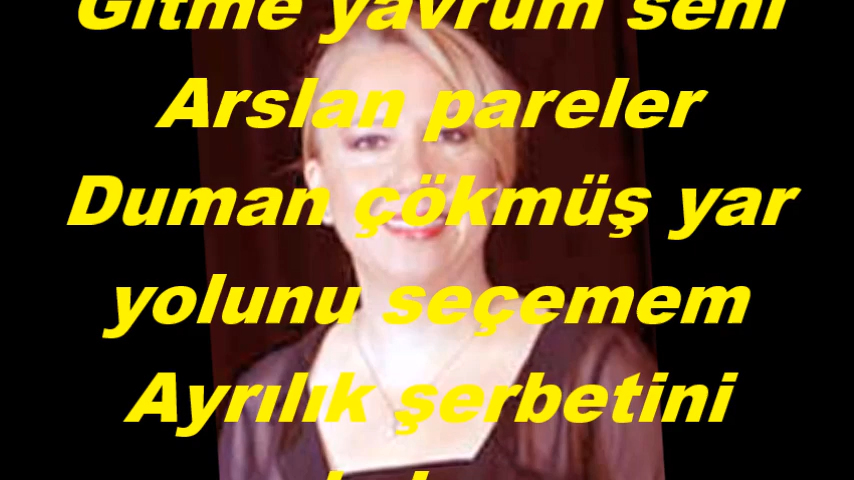 Gitme yavrum seni
Arslan pareler
Duman çökmüş yar
yolunu seçemem
Ayrılık şerbetini